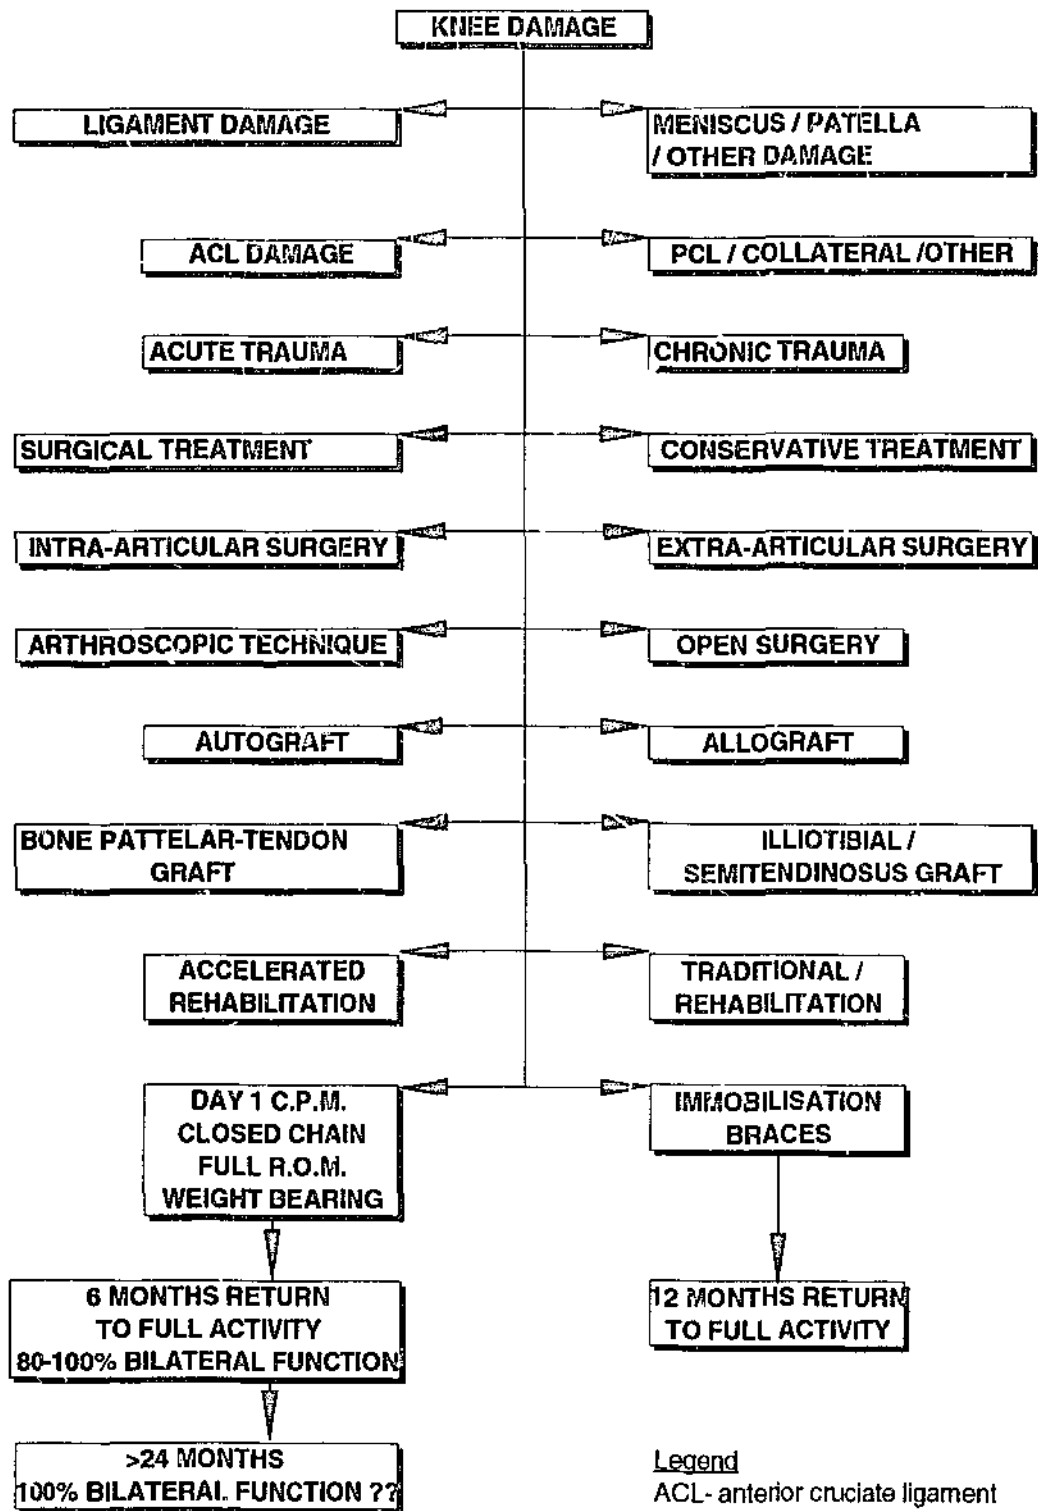 KNEE DAMAGE
LIGAMENT DAMAGE
MENISCUS / PATELLA
/ OTHER DAMAGE
ACL DAMAGE
PCL / COLLATERAL /OTHER
ACUTE TRAUMA
CHRONIC TRAUMA
SURGICAL TREATMENT
CONSERVATIVE TREATMENT
INTRA-ARTICULAR SURGERY
EXTRA-ARTICULAR SURGERY
ARTHROSCOPIC TECHNIQUE
OPEN SURGERY
AUTOGRAFT
ALLOGRAFT
BONE PATTELAR-TENDON
GRAFT
ILLIOTIBIAL /
SEMITENDINOSUS GRAFT
ACCELERATED
REHABILITATION
TRADITIONAL /
REHABILITATION
DAY 1 C.P.M.
CLOSED CHAIN
FULL R.O.M.
WEIGHT BEARING
IMMOBILISATION
BRACES
6 MONTHS RETURN
TO FULL ACTIVITY
80-100% BILATERAL FUNCTION
12 MONTHS RETURN
TO FULL ACTIVITY
>24 MONTHS
100% BILATERAL FUNCTION ??
Legend
ACL- anterior cruciate ligament